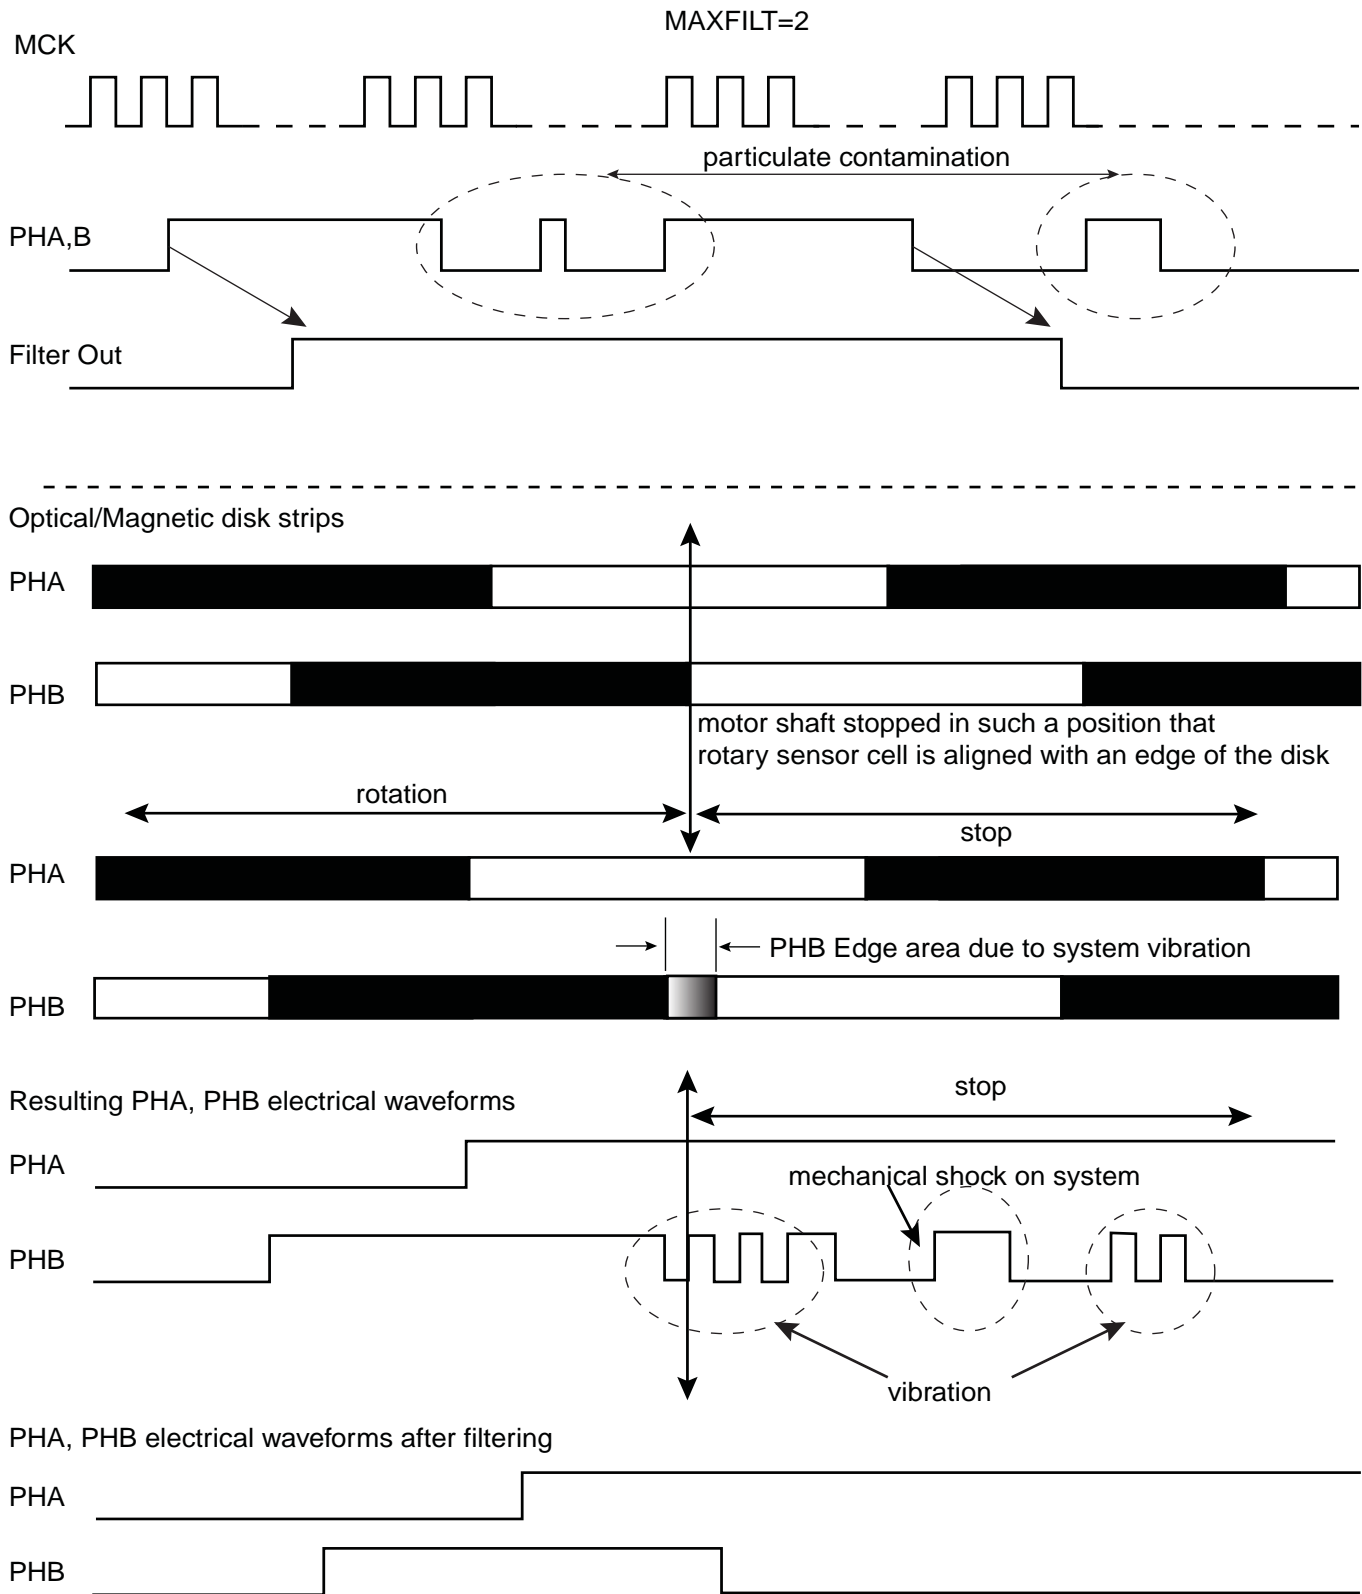 MAXFILT=2
MCK
particulate contamination
PHA,B
Filter Out
Optical/Magnetic disk strips
PHA
PHB
motor shaft stopped in such a position that
rotary sensor cell is aligned with an edge of the disk
rotation
stop
PHA
PHB Edge area due to system vibration
PHB
stop
Resulting PHA, PHB electrical waveforms
PHA
mechanical shock on system
PHB
vibration
PHA, PHB electrical waveforms after filtering
PHA
PHB